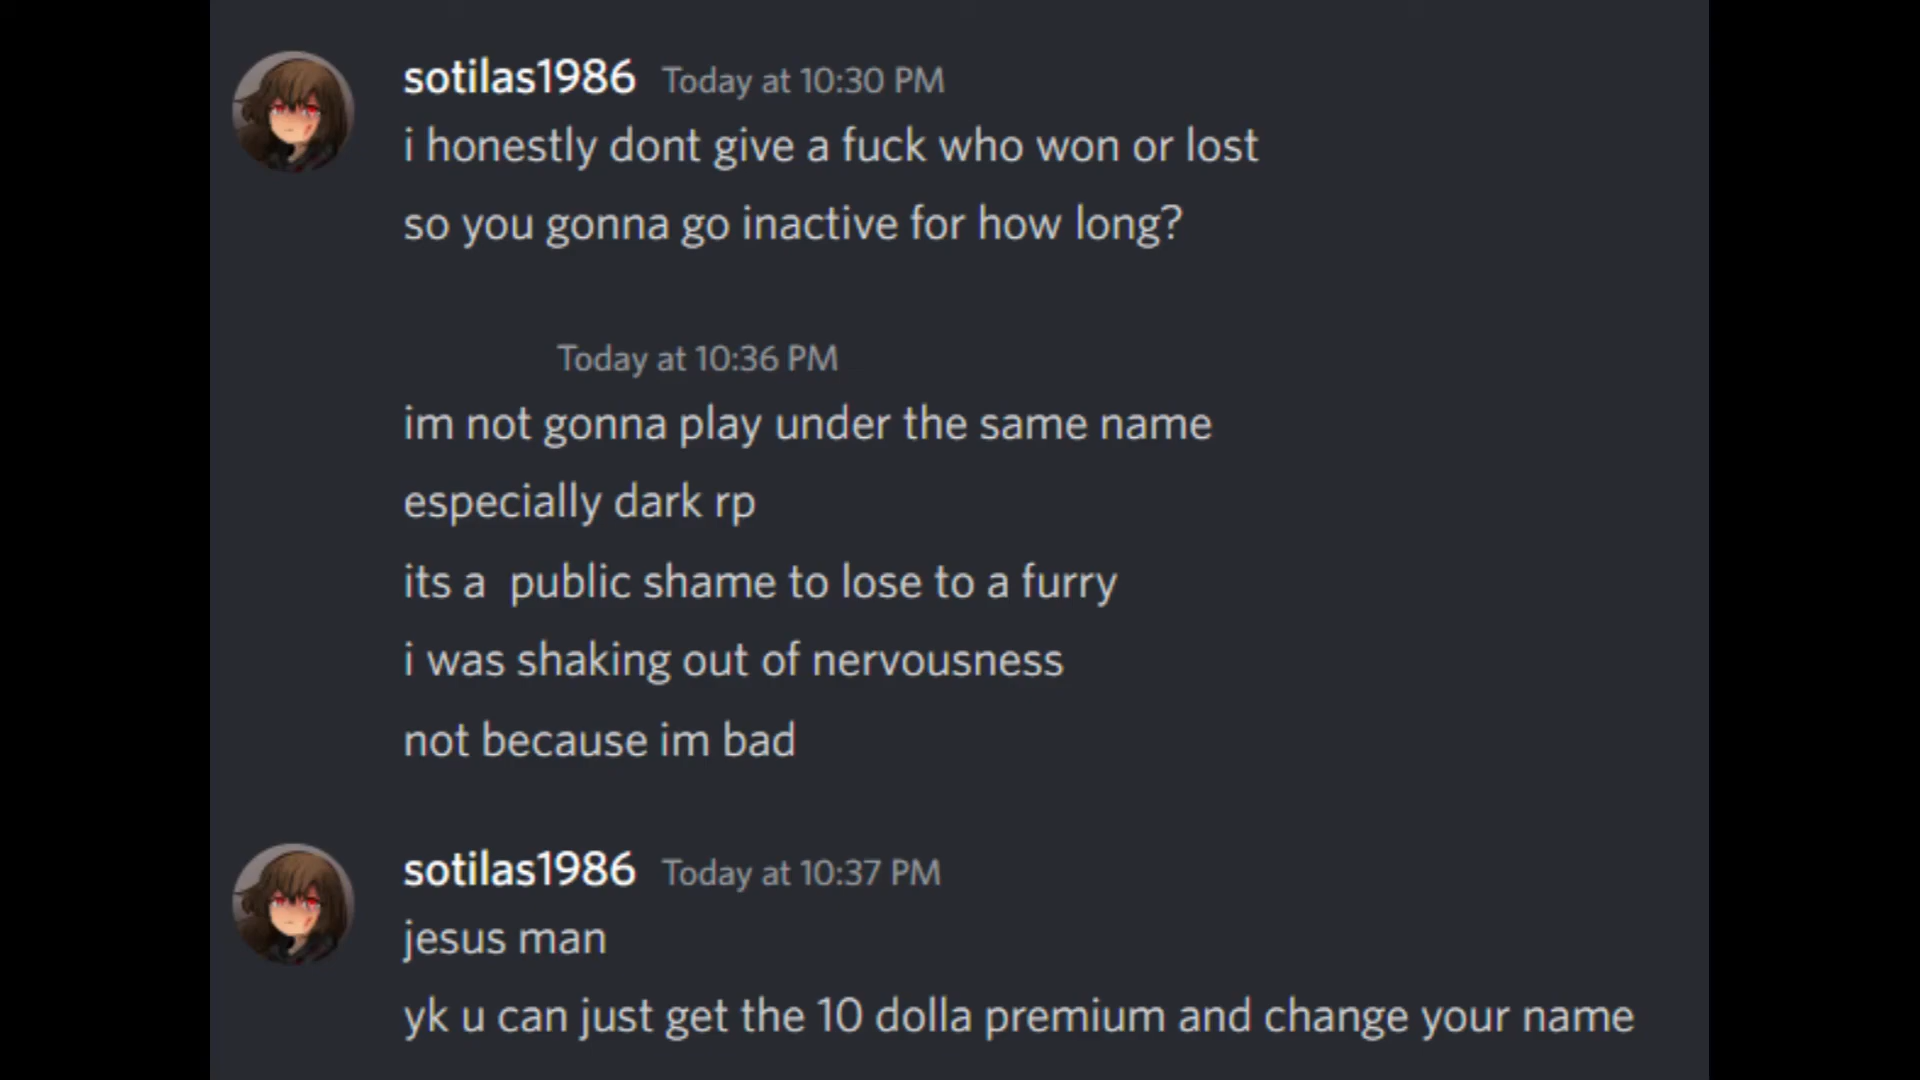 sotilas1986 Today at 10:30 PM
i honestly dont give a fuck who won or lost
so you gonna go inactive for how long?
Today at 10:36 PM
im not gonna play under the same name
especially dark rp
its a  public shame to lose to a furry
i was shaking out of nervousness
not because im bad
sotilas1986 Today at 10:37 PM
jesus man
yk u can just get the 10 dolla premium and change your name